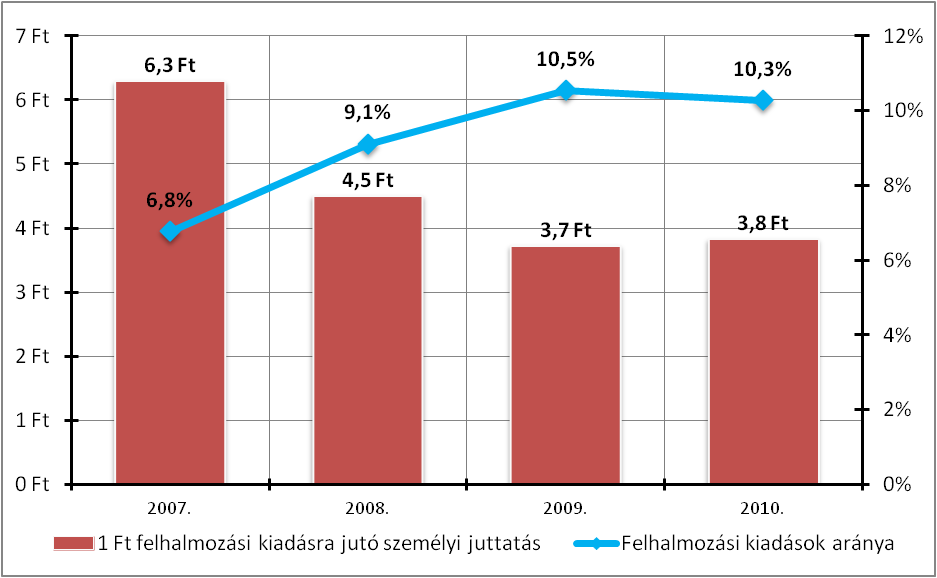 7 Ft
6 Ft
5 Ft
4 Ft
3 Ft
2 Ft
1 Ft
0 Ft
12%
10%
8%
6%
4%
2%
0%
6,3 Ft
4,5 Ft
3,7 Ft
3,8 Ft
6,8%
9,1%
10,5%
10,3%
2007.
2008.
2009.
2010.
1 Ft felhalmozási kiadásra jutó személyi juttatás
Felhalmozási kiadások aránya